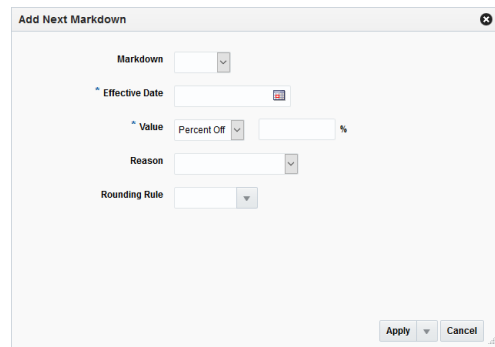 Add Next Markdown
Markdown
* Effective Date
* Value Percent Off %
Reason
Rounding Rule
Apply Cancel